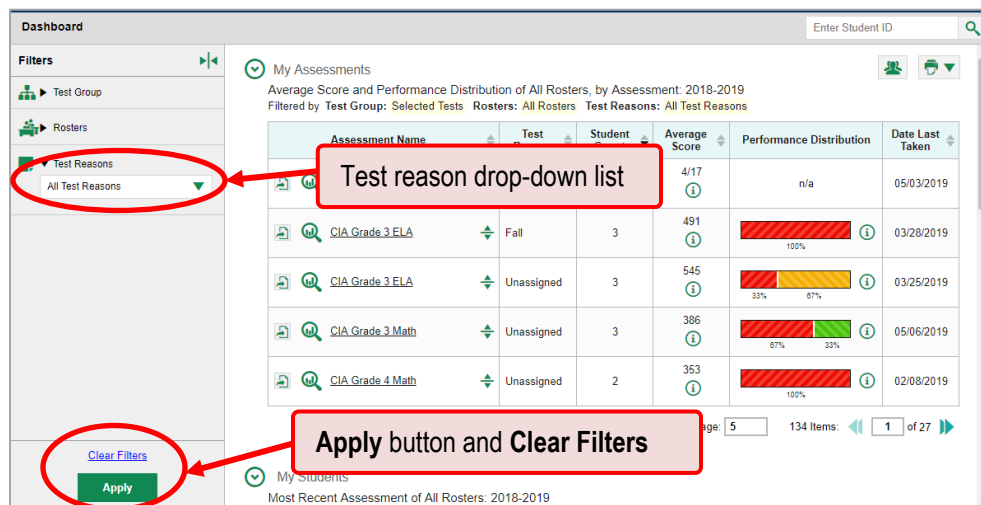 Dashboard
Enter Student ID
Filters
Test Group
Rosters
Test Reasons
All Test Reasons
Clear Filters
Apply
My Assessments
Average Score and Performance Distribution of All Rosters, by Assessment: 2018-2019
Filtered by Test Group: Selected Tests Rosters: All Rosters Test Reasons: All Test Reasons
Assessment Name Test Student Average Score Performance Distribution Date Last Taken
4/17 n/a 05/03/2019
Test reason drop-down list
CIA Grade 3 ELA Fall 3 491 100% 03/28/2019
CIA Grade 3 ELA Unassigned 3 545 33% 67% 03/25/2019
CIA Grade 3 Math Unassigned 3 386 67% 33% 05/06/2019
CIA Grade 4 Math Unassigned 2 353 100% 02/08/2019
5 134 Items: 1 of 27
Apply button and Clear Filters
My Students
Most Recent Assessment of All Rosters: 2018-2019